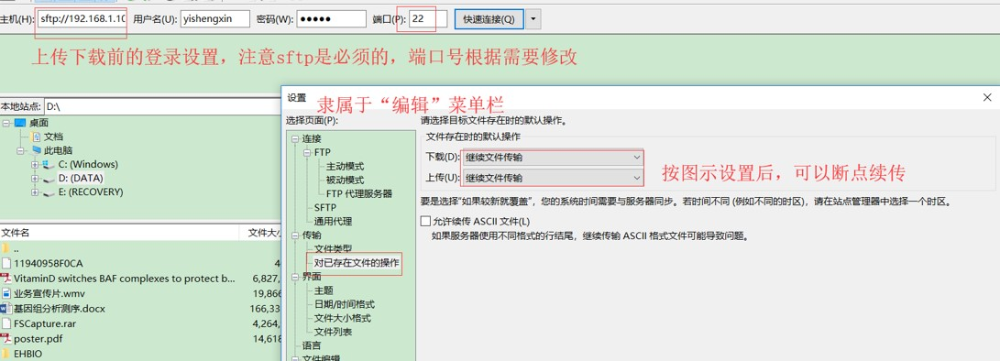 主机(H): sftp://192.168.1.10 用户名(U): yishengxin 密码(W): ●●●●● 端口(P): 22 快速连接(Q)
上传下载前的登录设置，注意sftp是必须的，端口号根据需要修改
本地站点: D:\
桌面
文档
此电脑
C: (Windows)
D: (DATA)
E: (RECOVERY)
文件名 文件大小
..
11940958F0CA 4
VitaminD switches BAF complexes to protect b... 6,827,
业务宣传片.wmv 19,866
基因组分析测序.docx 166,33
FSCapture.rar 4,264,
poster.pdf 14,618
EHBIO
设置
隶属于“编辑”菜单栏
选择页面(P):
连接
FTP
主动模式
被动模式
FTP 代理服务器
SFTP
通用代理
传输
文件类型
对已存在文件的操作
界面
主题
日期/时间格式
文件大小格式
文件列表
语言
文件编辑
请选择目标文件存在时的默认操作。
文件存在时的默认操作
下载(D): 继续文件传输
上传(U): 继续文件传输
按图示设置后，可以断点续传
要是选择“如果较新就覆盖”，您的系统时间需要与服务器同步。若时间不同 (例如不同的时区)，请在站点管理器中选择一个时区。
允许续传 ASCII 文件(L)
如果服务器使用不同格式的行结尾，继续传输 ASCII 格式文件可能导致问题。